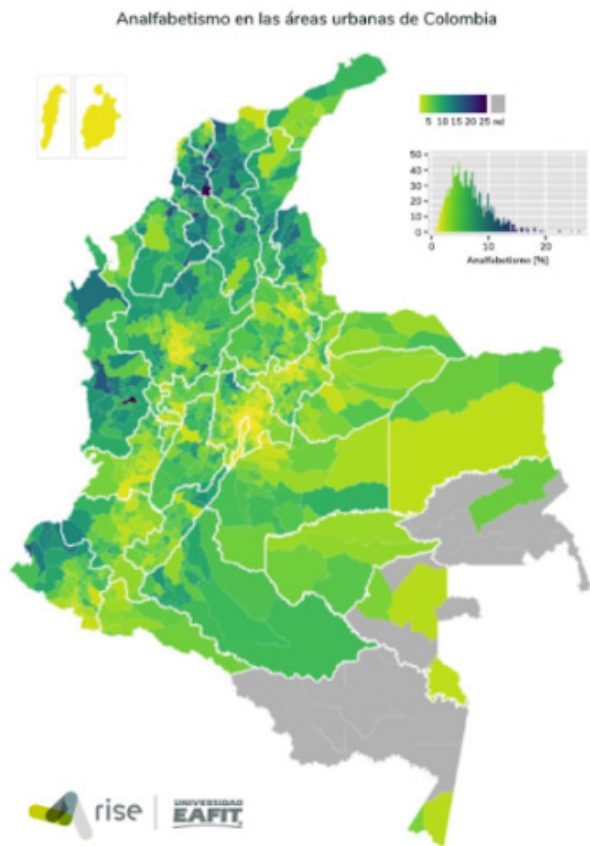 Analfabetismo en las áreas urbanas de Colombia
5 10 15 20 25 nd
50
40
30
20
10
0
0 10 20
Analfabetismo [%]
rise
UNIVERSIDAD
EAFIT